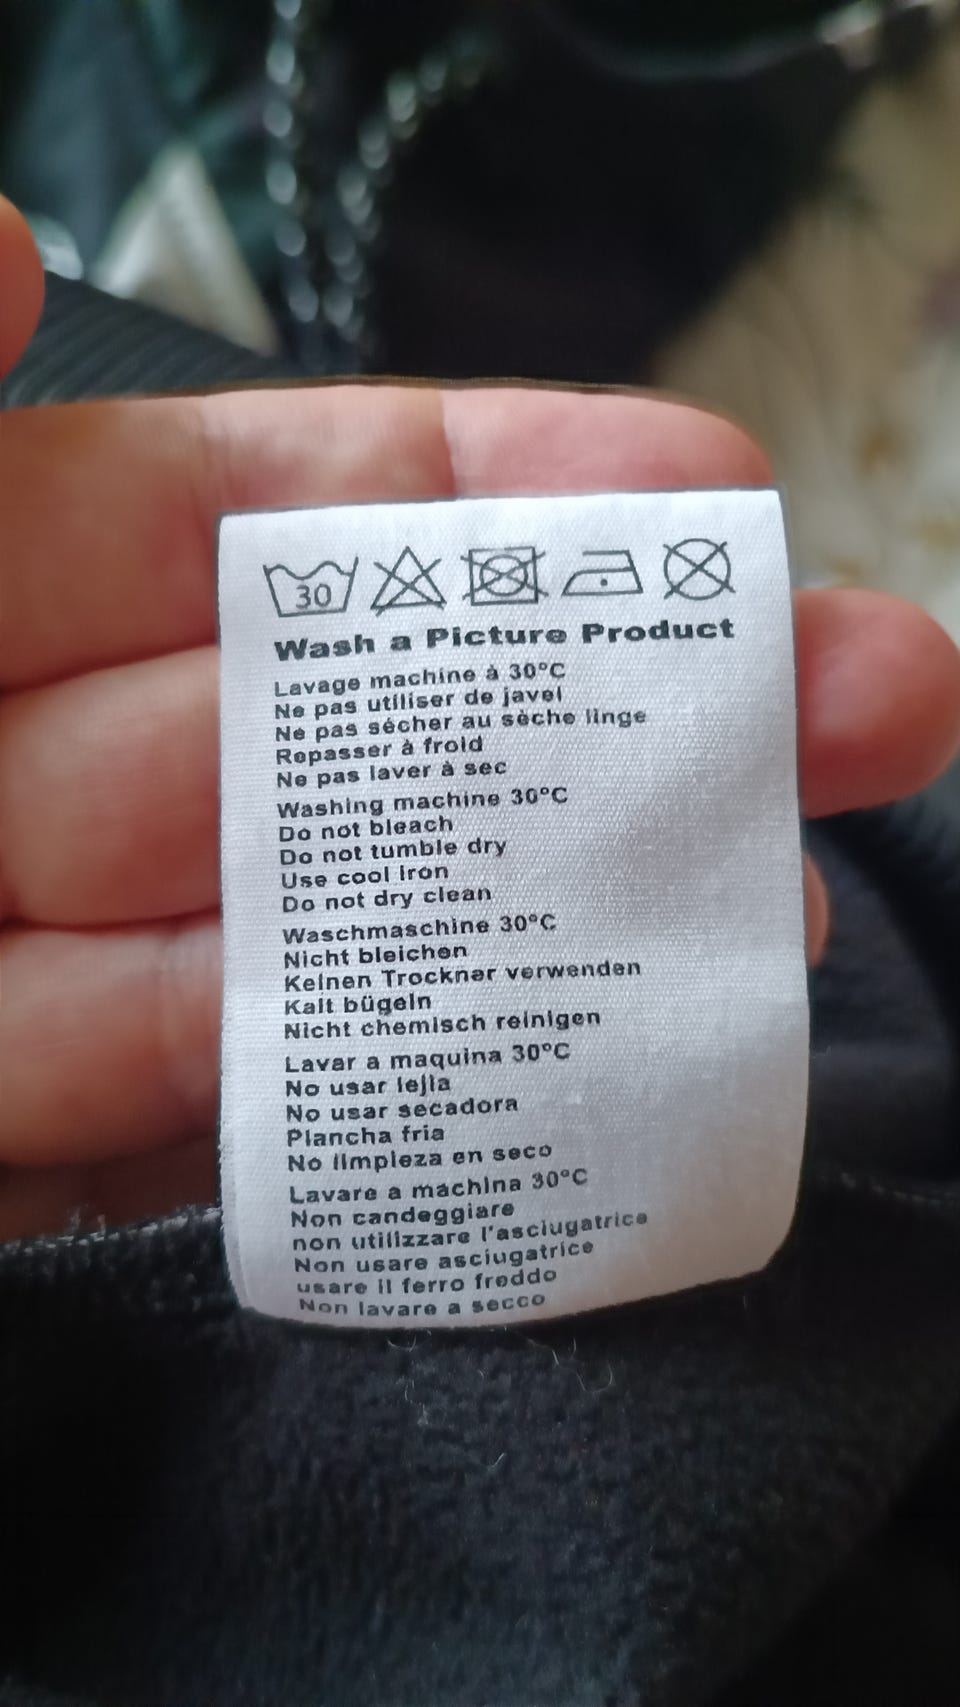 30
Wash a Picture Product
Lavage machine à 30°C
Ne pas utiliser de javel
Ne pas sécher au sèche linge
Repasser à froid
Ne pas laver à sec
Washing machine 30°C
Do not bleach
Do not tumble dry
Use cool iron
Do not dry clean
Waschmaschine 30°C
Nicht bleichen
Keinen Trockner verwenden
Kalt bügeln
Nicht chemisch reinigen
Lavar a maquina 30°C
No usar lejia
No usar secadora
Plancha fria
No limpieza en seco
Lavare a machina 30°C
Non candeggiare
non utilizzare l'asciugatrice
Non usare asciugatrice
usare il ferro freddo
Non lavare a secco